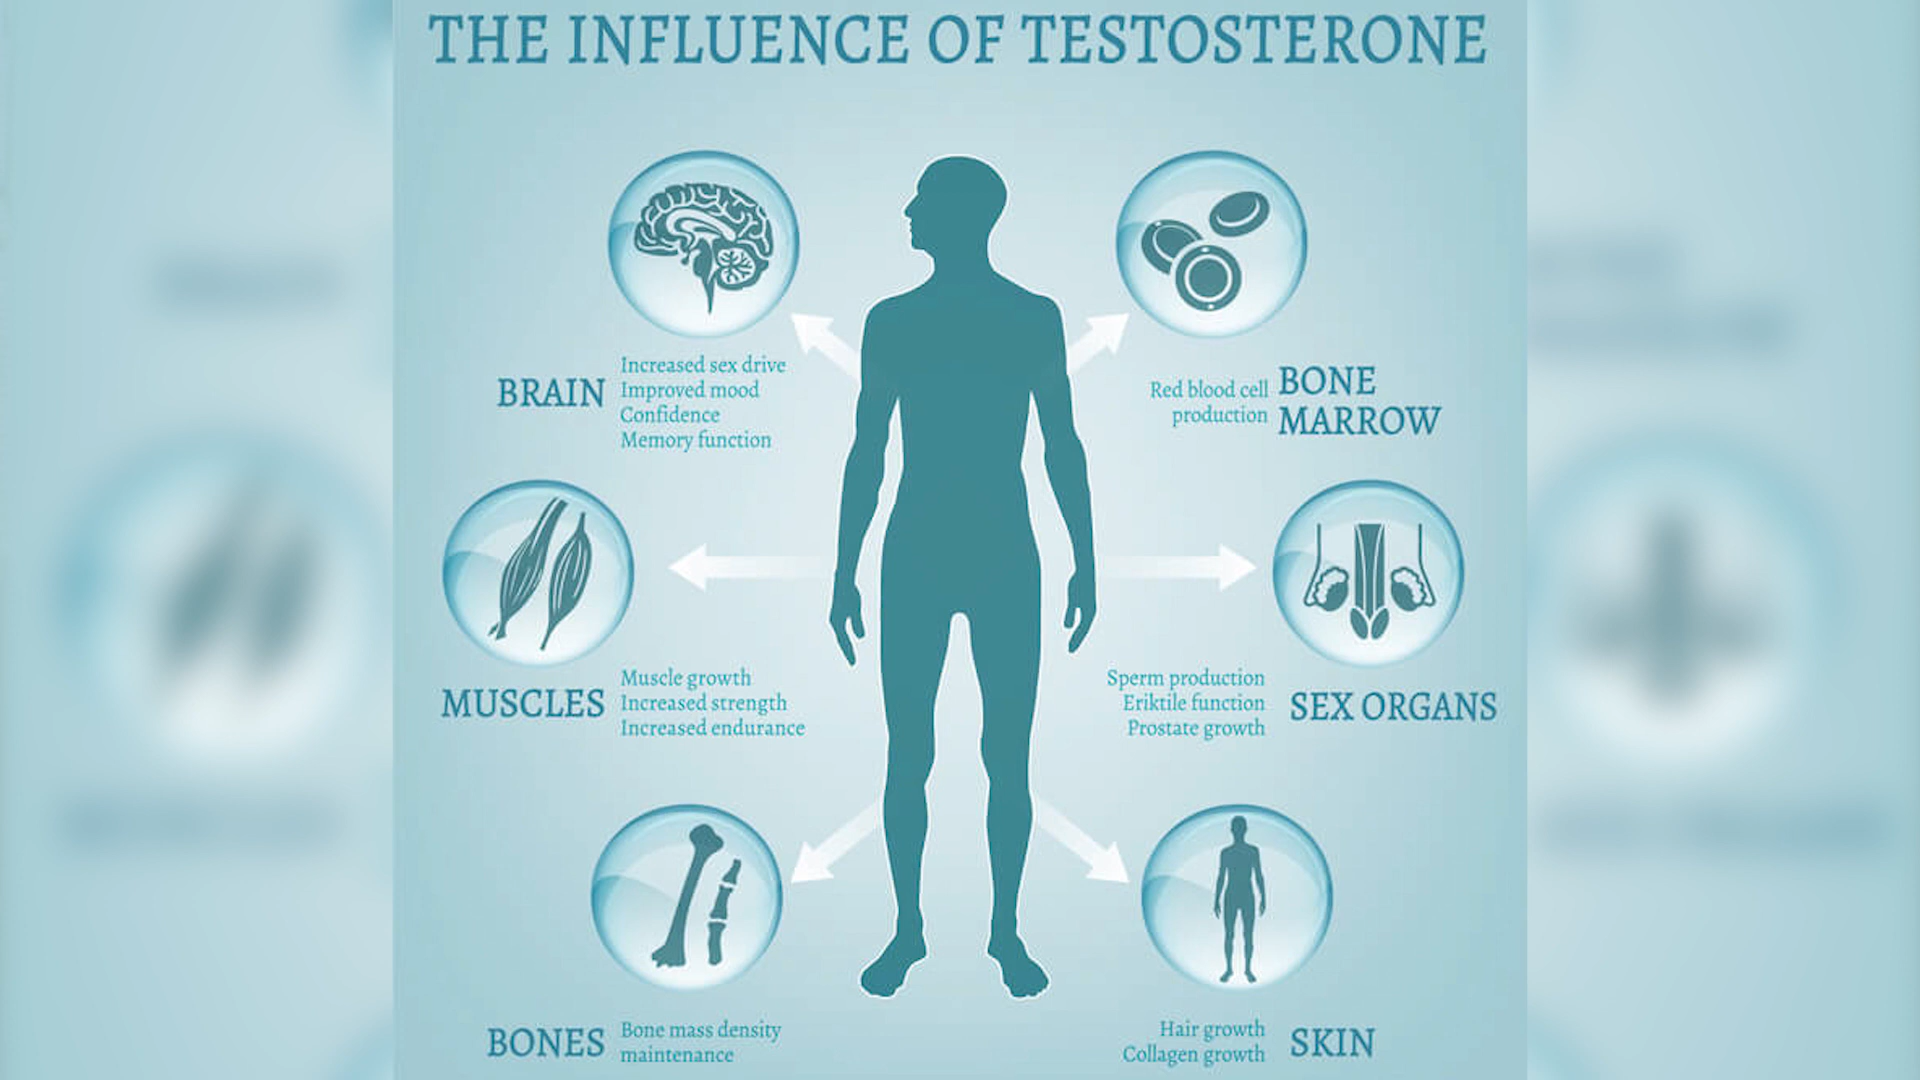 THE INFLUENCE OF TESTOSTERONE
BRAIN
Increased sex drive
Improved mood
Confidence
Memory function
Red blood cell
production
BONE
MARROW
MUSCLES
Muscle growth
Increased strength
Increased endurance
Sperm production
Eriktile function
Prostate growth
SEX ORGANS
BONES
Bone mass density
maintenance
Hair growth
Collagen growth
SKIN